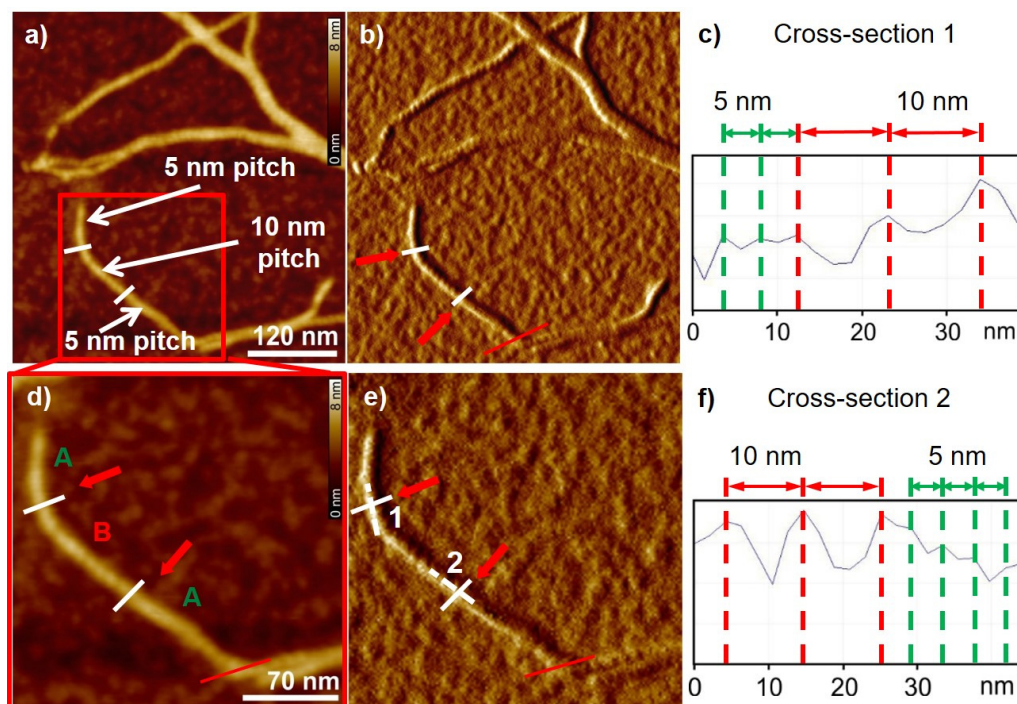 a)
8 nm
0 nm
5 nm pitch
10 nm
pitch
5 nm pitch
120 nm
b)
c)
Cross-section 1
5 nm
10 nm
0
10
20
30
nm
d)
8 nm
0 nm
A
B
A
70 nm
e)
1
2
f)
Cross-section 2
10 nm
5 nm
0
10
20
30
nm